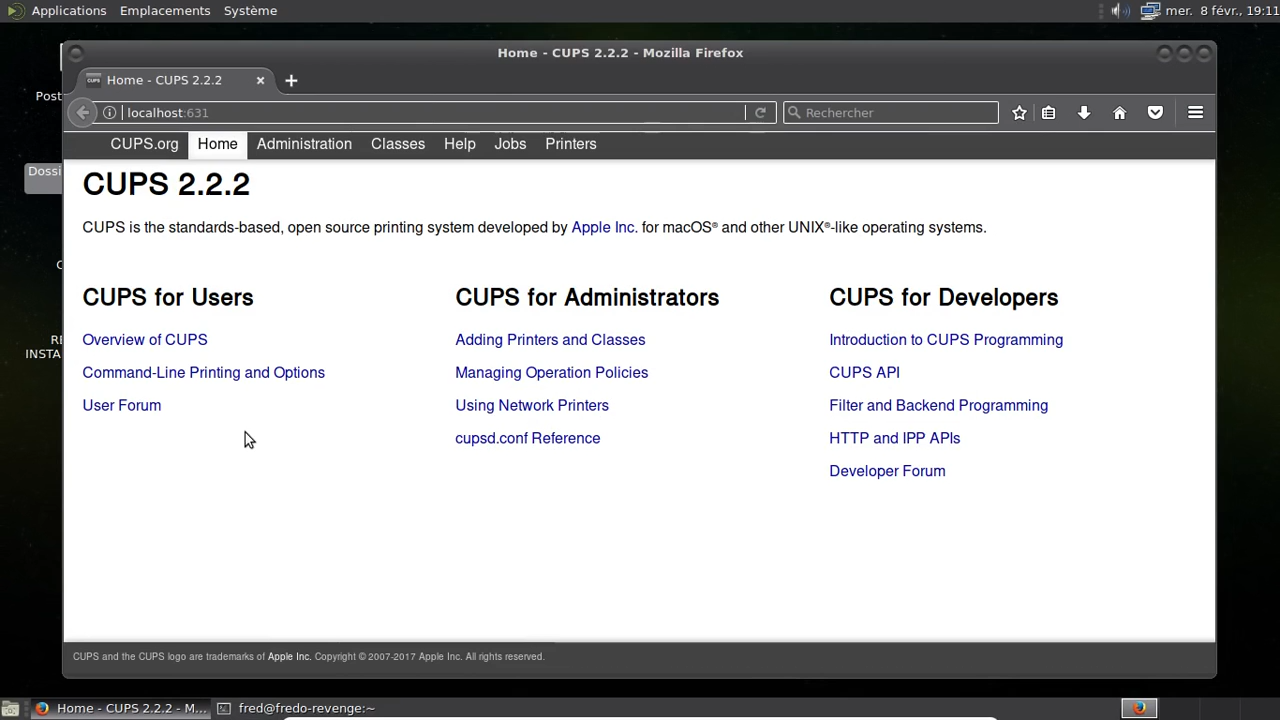 Applications Emplacements Système
mer. 8 févr., 19:11
Home - CUPS 2.2.2 - Mozilla Firefox
Home - CUPS 2.2.2
localhost:631
Rechercher
CUPS.org Home Administration Classes Help Jobs Printers
Post
Dossi
CUPS 2.2.2
CUPS is the standards-based, open source printing system developed by Apple Inc. for macOS® and other UNIX®-like operating systems.
CUPS for Users
Overview of CUPS
Command-Line Printing and Options
User Forum
CUPS for Administrators
Adding Printers and Classes
Managing Operation Policies
Using Network Printers
cupsd.conf Reference
CUPS for Developers
Introduction to CUPS Programming
CUPS API
Filter and Backend Programming
HTTP and IPP APIs
Developer Forum
INSTA
CUPS and the CUPS logo are trademarks of Apple Inc. Copyright © 2007-2017 Apple Inc. All rights reserved.
Home - CUPS 2.2.2 - M...
fred@fredo-revenge:~